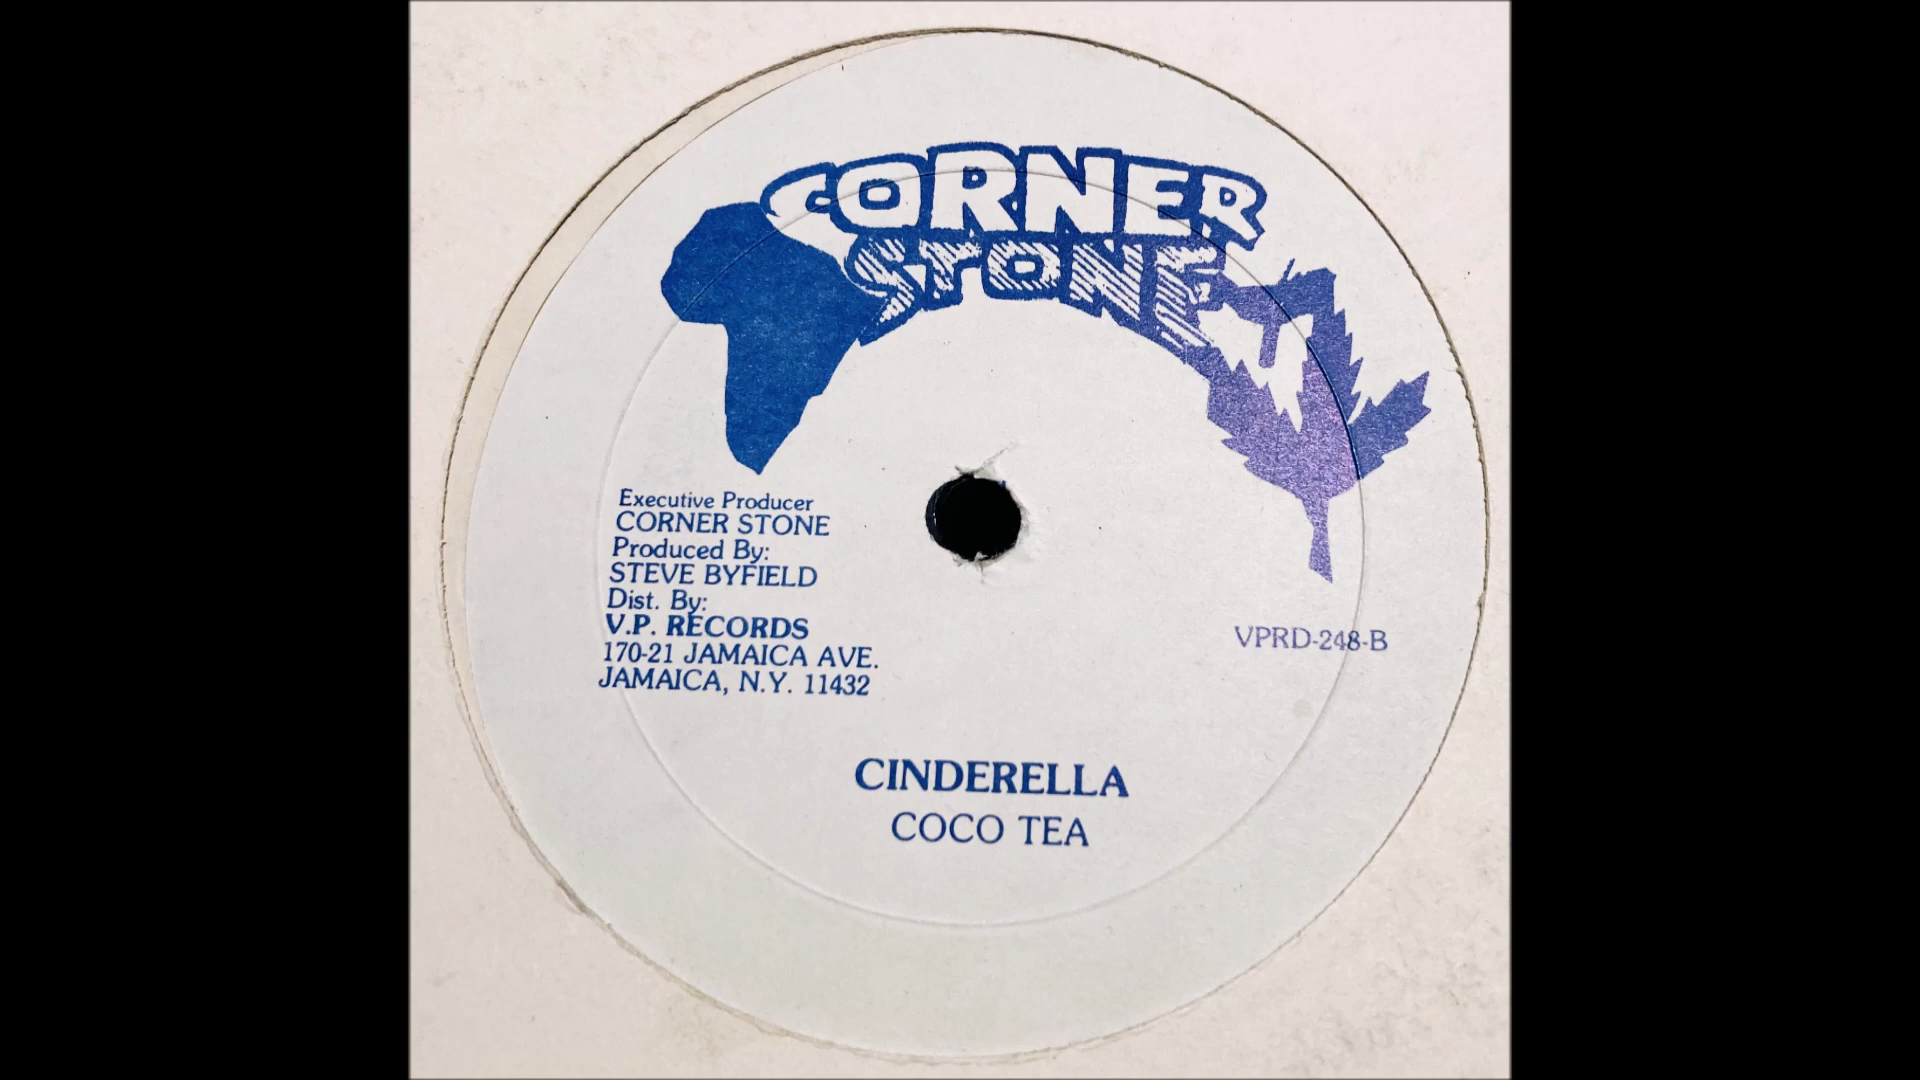 CORNER
STONE
Executive Producer
CORNER STONE
Produced By:
STEVE BYFIELD
Dist. By:
V.P. RECORDS
170-21 JAMAICA AVE.
JAMAICA, N.Y. 11432
VPRD-248-B
CINDERELLA
COCO TEA